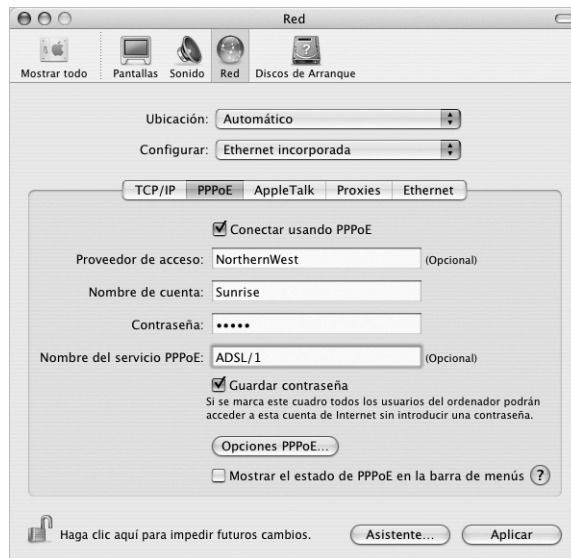 Red
Mostrar todo Pantallas Sonido Red Discos de Arranque
Ubicación: Automático
Configurar: Ethernet incorporada
TCP/IP PPPoE AppleTalk Proxies Ethernet
Conectar usando PPPoE
Proveedor de acceso: NorthernWest (Opcional)
Nombre de cuenta: Sunrise
Contraseña: •••••
Nombre del servicio PPPoE: ADSL/1 (Opcional)
Guardar contraseña
Si se marca este cuadro todos los usuarios del ordenador podrán
acceder a esta cuenta de Internet sin introducir una contraseña.
Opciones PPPoE...
Mostrar el estado de PPPoE en la barra de menús ?
Haga clic aquí para impedir futuros cambios. Asistente... Aplicar